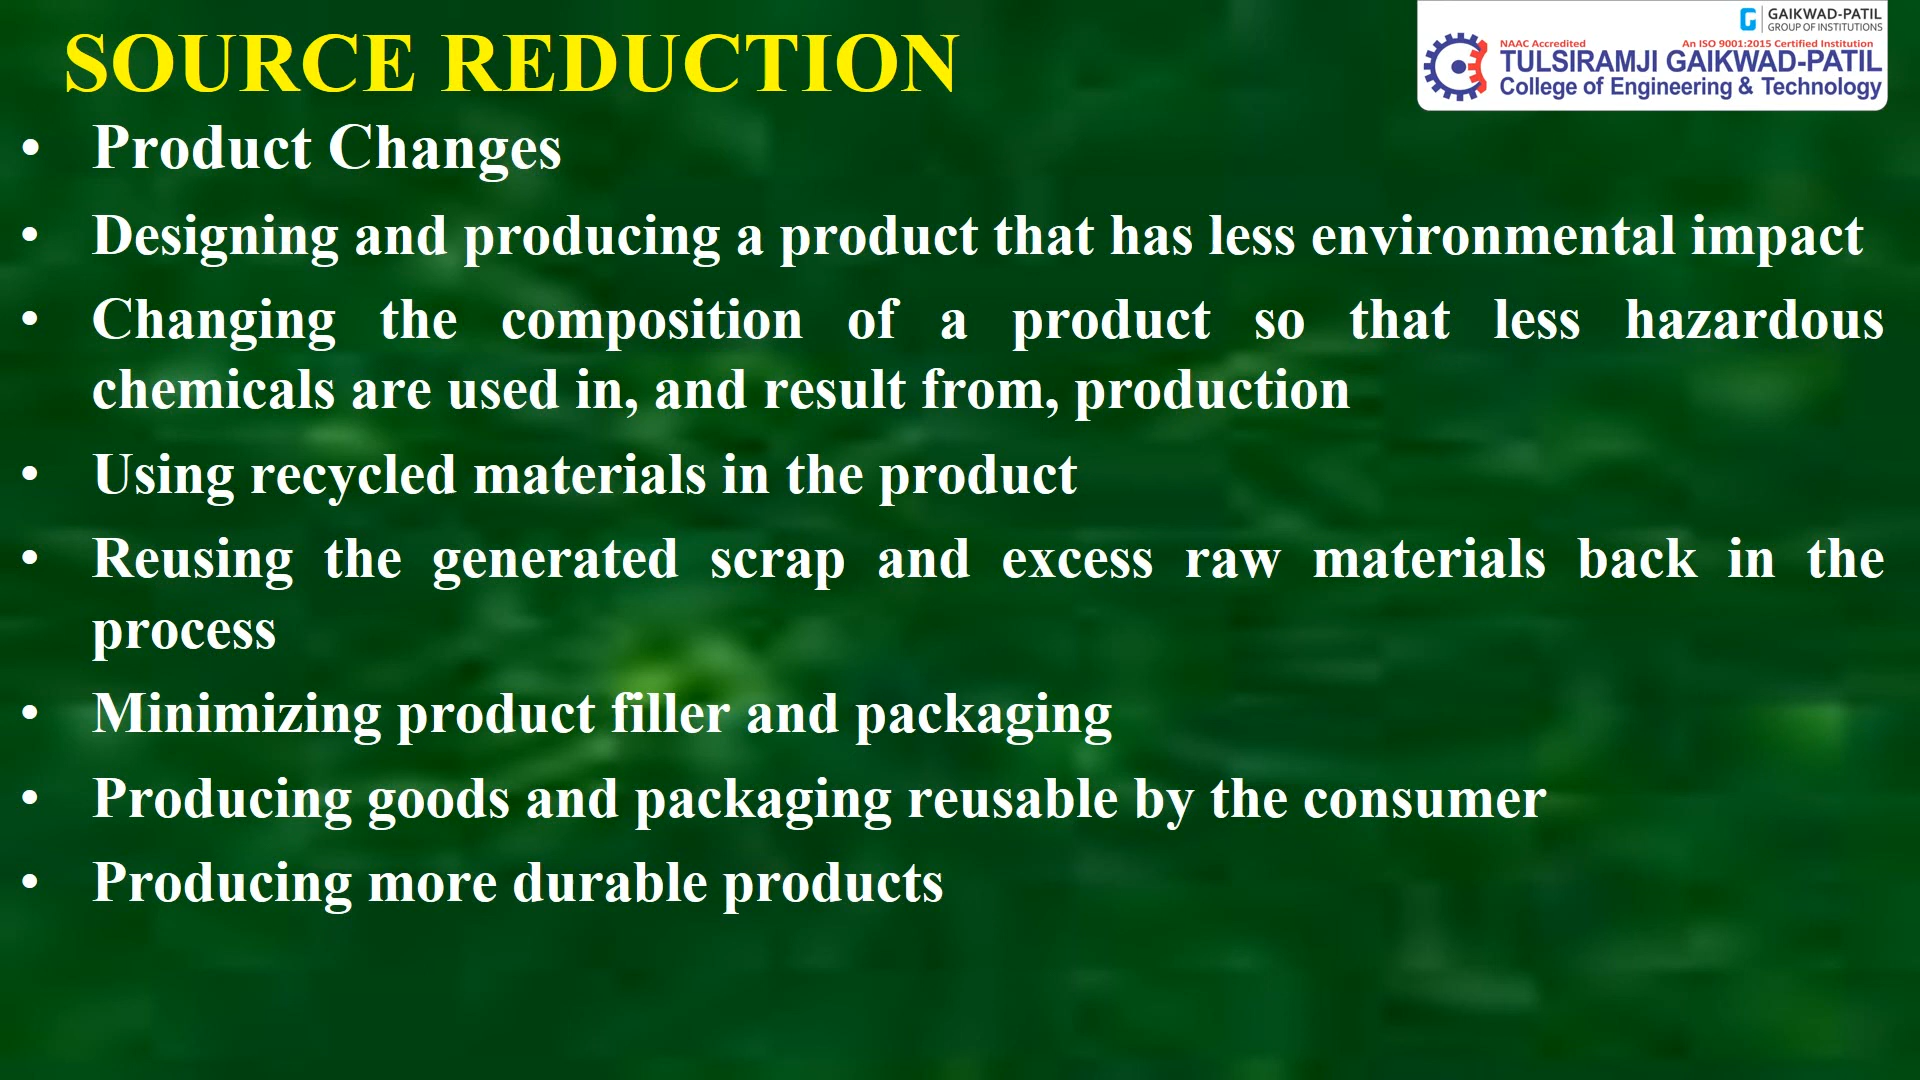 SOURCE REDUCTION
GAIKWAD-PATIL
GROUP OF INSTITUTIONS
NAAC Accredited
An ISO 9001:2015 Certified Institution
TULSIRAMJI GAIKWAD-PATIL
College of Engineering & Technology
• Product Changes
• Designing and producing a product that has less environmental impact
• Changing the composition of a product so that less hazardous
chemicals are used in, and result from, production
• Using recycled materials in the product
• Reusing the generated scrap and excess raw materials back in the
process
• Minimizing product filler and packaging
• Producing goods and packaging reusable by the consumer
• Producing more durable products